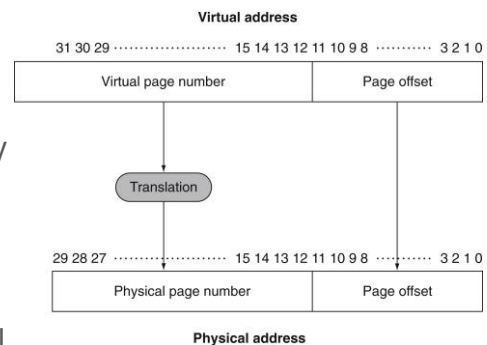 Virtual address
31 30 29 ························ 15 14 13 12 11 10 9 8 ·········· 3 2 1 0
Virtual page number Page offset
Translation
29 28 27 ························ 15 14 13 12 11 10 9 8 ·········· 3 2 1 0
Physical page number Page offset
Physical address